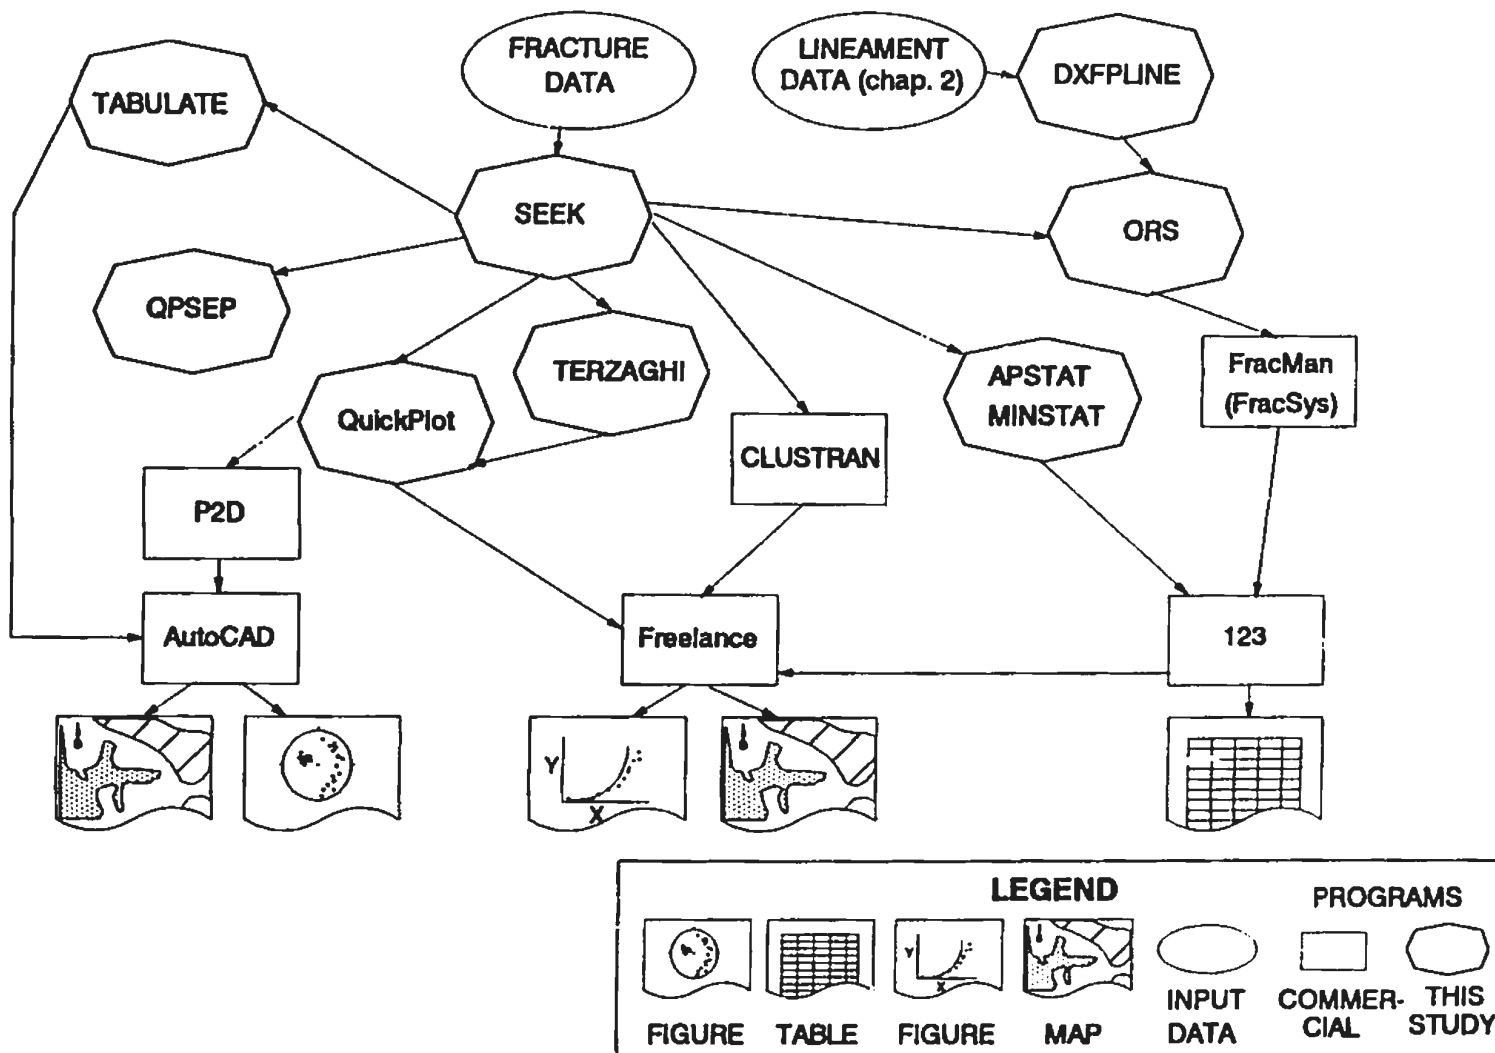 FRACTURE
DATA
LINEAMENT
DATA (chap. 2)
DXFPLINE
TABULATE
SEEK
ORS
QPSEP
TERZAGHI
QuickPlot
APSTAT
MINSTAT
FracMan
(FracSys)
CLUSTRAN
P2D
AutoCAD
Freelance
123
Y
X
LEGEND
PROGRAMS
Y
X
FIGURE
TABLE
FIGURE
MAP
INPUT
DATA
COMMER-
CIAL
THIS
STUDY